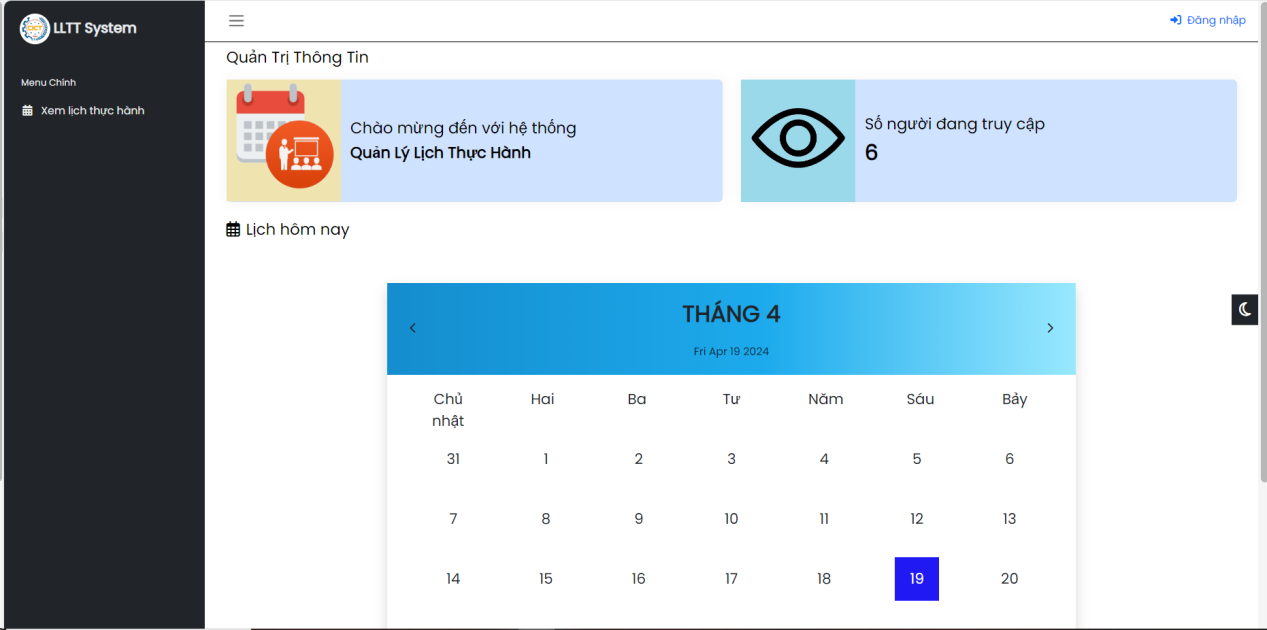 LLTT System
Đăng nhập
Menu Chính
Xem lịch thực hành
Quản Trị Thông Tin
Chào mừng đến với hệ thống
Quản Lý Lịch Thực Hành
Số người đang truy cập
6
Lịch hôm nay
THÁNG 4
Fri Apr 19 2024
Chủ nhật Hai Ba Tư Năm Sáu Bảy
31 1 2 3 4 5 6
7 8 9 10 11 12 13
14 15 16 17 18 19 20